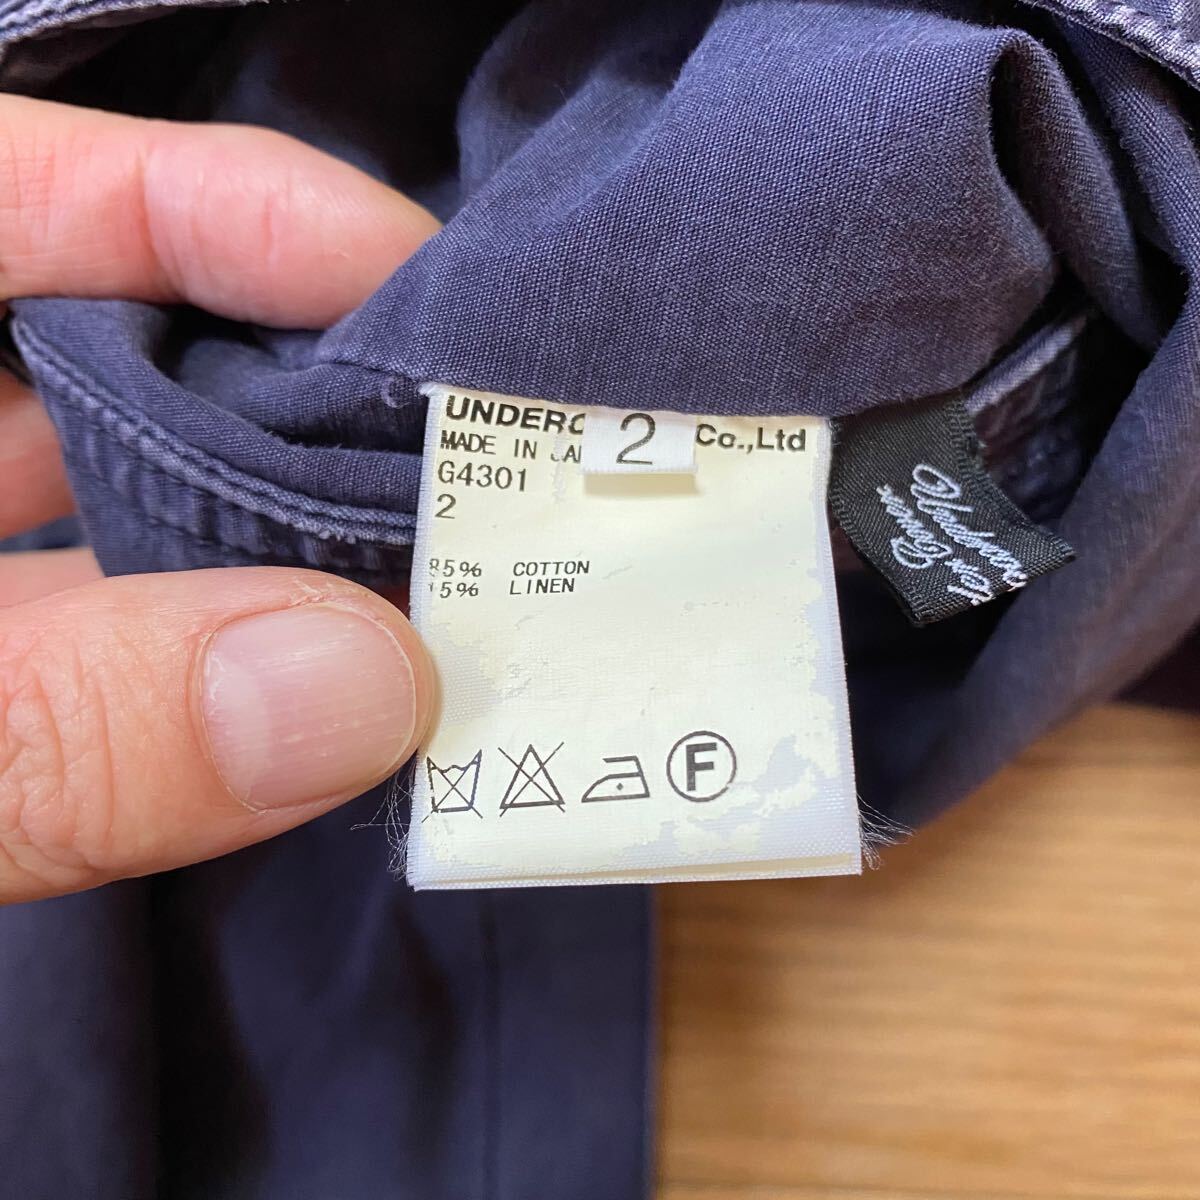 UNDERC
2
Co.,Ltd
MADE IN JA
G4301
2
85% COTTON
15% LINEN
F